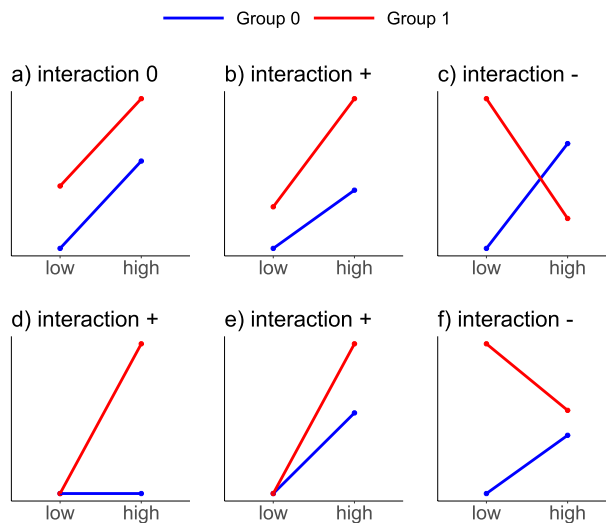 Group 0 Group 1
a) interaction 0
b) interaction +
c) interaction -
low high
low high
low high
d) interaction +
e) interaction +
f) interaction -
low high
low high
low high